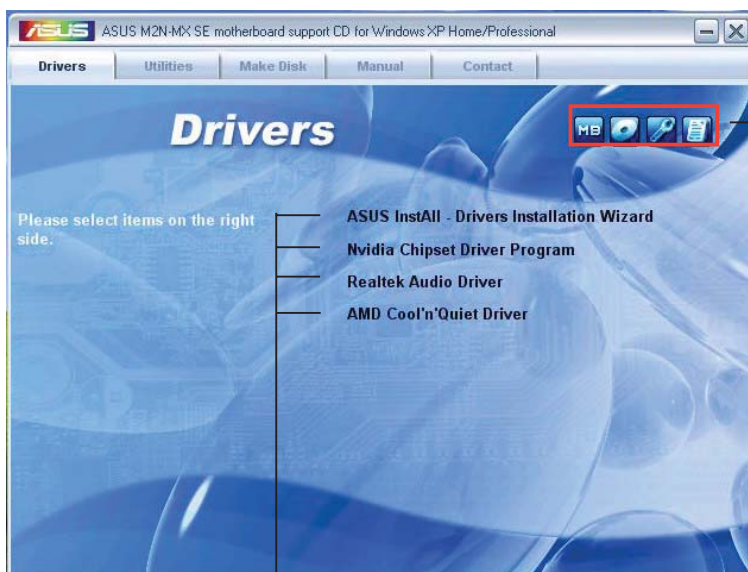 ASUS ASUS M2N-MX SE motherboard support CD for Windows XP Home/Professional
Drivers Utilities Make Disk Manual Contact
Drivers
MB
Please select items on the right
side.
ASUS InstAll - Drivers Installation Wizard
Nvidia Chipset Driver Program
Realtek Audio Driver
AMD Cool'n'Quiet Driver